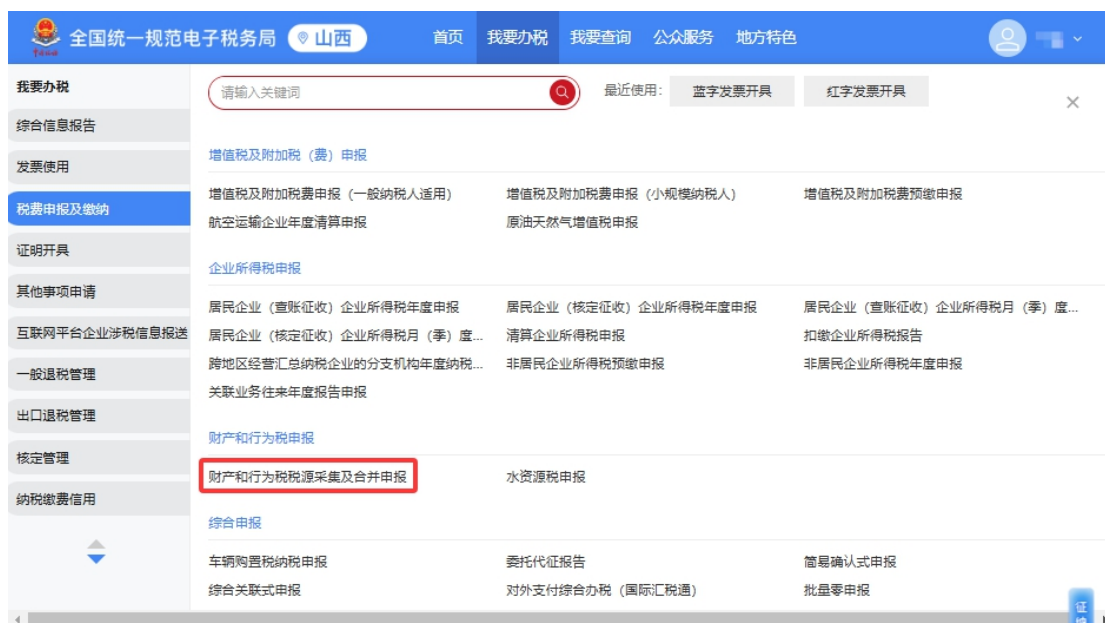 全国统一规范电子税务局 山西 首页 我要办税 我要查询 公众服务 地方特色
我要办税
综合信息报告
发票使用
税费申报及缴纳
证明开具
其他事项申请
互联网平台企业涉税信息报送
一般退税管理
出口退税管理
核定管理
纳税缴费信用
请输入关键词 最近使用： 蓝字发票开具 红字发票开具
增值税及附加税（费）申报
增值税及附加税费申报（一般纳税人适用） 增值税及附加税费申报（小规模纳税人） 增值税及附加税费预缴申报
航空运输企业年度清算申报 原油天然气增值税申报
企业所得税申报
居民企业（查账征收）企业所得税年度申报 居民企业（核定征收）企业所得税年度申报 居民企业（查账征收）企业所得税月（季）度...
居民企业（核定征收）企业所得税月（季）度... 清算企业所得税申报 扣缴企业所得税报告
跨地区经营汇总纳税企业的分支机构年度纳税... 非居民企业所得税预缴申报 非居民企业所得税年度申报
关联业务往来年度报告申报
财产和行为税申报
财产和行为税税源采集及合并申报 水资源税申报
综合申报
车辆购置税纳税申报 委托代征报告 简易确认式申报
综合关联式申报 对外支付综合办税（国际汇税通） 批量零申报
征